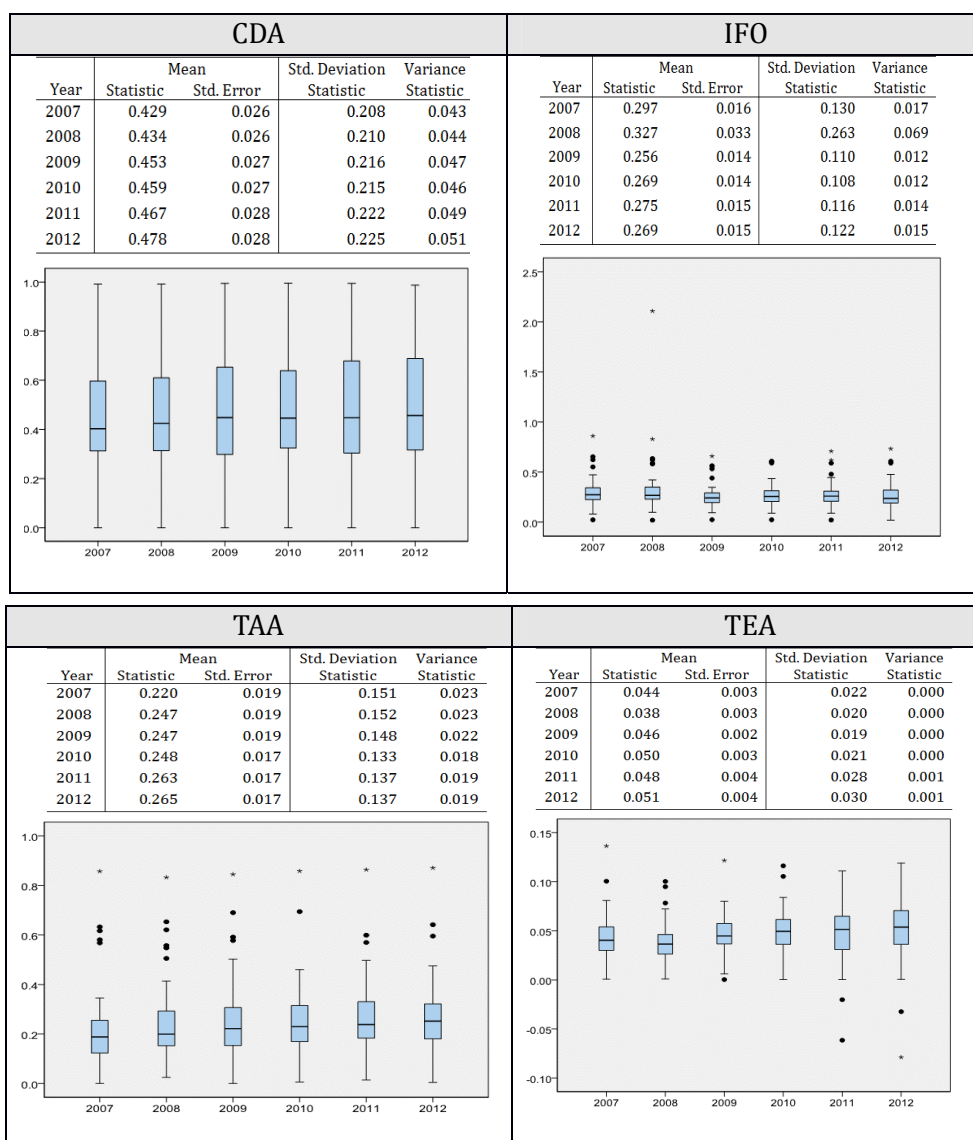 CDA
Mean Std. Deviation Variance
Year Statistic Std. Error Statistic Statistic
2007 0.429 0.026 0.208 0.043
2008 0.434 0.026 0.210 0.044
2009 0.453 0.027 0.216 0.047
2010 0.459 0.027 0.215 0.046
2011 0.467 0.028 0.222 0.049
2012 0.478 0.028 0.225 0.051
1.0
0.8
0.6
0.4
0.2
0.0
2007 2008 2009 2010 2011 2012
IFO
Mean Std. Deviation Variance
Year Statistic Std. Error Statistic Statistic
2007 0.297 0.016 0.130 0.017
2008 0.327 0.033 0.263 0.069
2009 0.256 0.014 0.110 0.012
2010 0.269 0.014 0.108 0.012
2011 0.275 0.015 0.116 0.014
2012 0.269 0.015 0.122 0.015
2.5
2.0
1.5
1.0
0.5
0.0
2007 2008 2009 2010 2011 2012
TAA
Mean Std. Deviation Variance
Year Statistic Std. Error Statistic Statistic
2007 0.220 0.019 0.151 0.023
2008 0.247 0.019 0.152 0.023
2009 0.247 0.019 0.148 0.022
2010 0.248 0.017 0.133 0.018
2011 0.263 0.017 0.137 0.019
2012 0.265 0.017 0.137 0.019
1.0
0.8
0.6
0.4
0.2
0.0
2007 2008 2009 2010 2011 2012
TEA
Mean Std. Deviation Variance
Year Statistic Std. Error Statistic Statistic
2007 0.044 0.003 0.022 0.000
2008 0.038 0.003 0.020 0.000
2009 0.046 0.002 0.019 0.000
2010 0.050 0.003 0.021 0.000
2011 0.048 0.004 0.028 0.001
2012 0.051 0.004 0.030 0.001
0.15
0.10
0.05
0.00
-0.05
-0.10
2007 2008 2009 2010 2011 2012